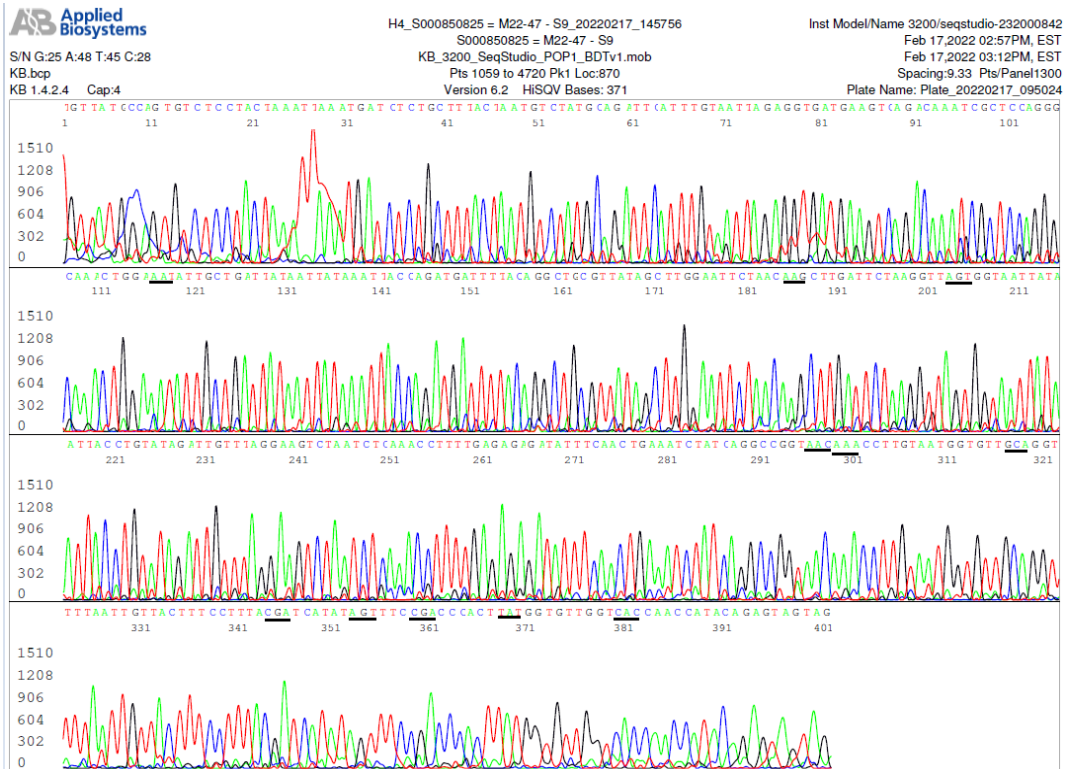 AB Applied Biosystems
H4_S000850825 = M22-47 - S9_20220217_145756
Inst Model/Name 3200/seqstudio-232000842
S000850825 = M22-47 - S9
Feb 17,2022 02:57PM, EST
S/N G:25 A:48 T:45 C:28
KB_3200_SeqStudio_POP1_BDTv1.mob
Feb 17,2022 03:12PM, EST
KB.bcp
Pts 1059 to 4720 Pk1 Loc:870
Spacing:9.33 Pts/Panel1300
KB 1.4.2.4 Cap:4
Version 6.2 HiSQV Bases: 371
Plate Name: Plate_20220217_095024
TGTTATGCCAGTGTCTCCTACTAAATTAAATGATCTCTGCTTTACTAATGTCTATGCAGATTCATTTGTAATTAGAGGTGATGAAGTCAGACAAATCGCTCCAGGG
1 11 21 31 41 51 61 71 81 91 101
1510
1208
906
604
302
0
CAAACTGGTAATATTGCTGATTATAATTATAAATTACCAGATGATTTTACAGGCTGCGTTATAGCTTGGAATTCTAACAAGCTTGATTCTAAGGTTAGTGGTAATTATA
111 121 131 141 151 161 171 181 191 201 211
1510
1208
906
604
302
0
ATTACCTGTATAGATTGTTTAGGAAGTCTAATCTCAAACCTTTTGAGAGAGATATTTCAACTGAAATCTATCAGGCCGGTAACAAACCTTGTAATGGTGTTGCAGGT
221 231 241 251 261 271 281 291 301 311 321
1510
1208
906
604
302
0
TTTAATTGTTACTTTCCTTTACGATCATATAGTTTCCGACCCACTTATGGTGTTGGTCACCAACCATACAGAGTAGTAG
331 341 351 361 371 381 391 401
1510
1208
906
604
302
0